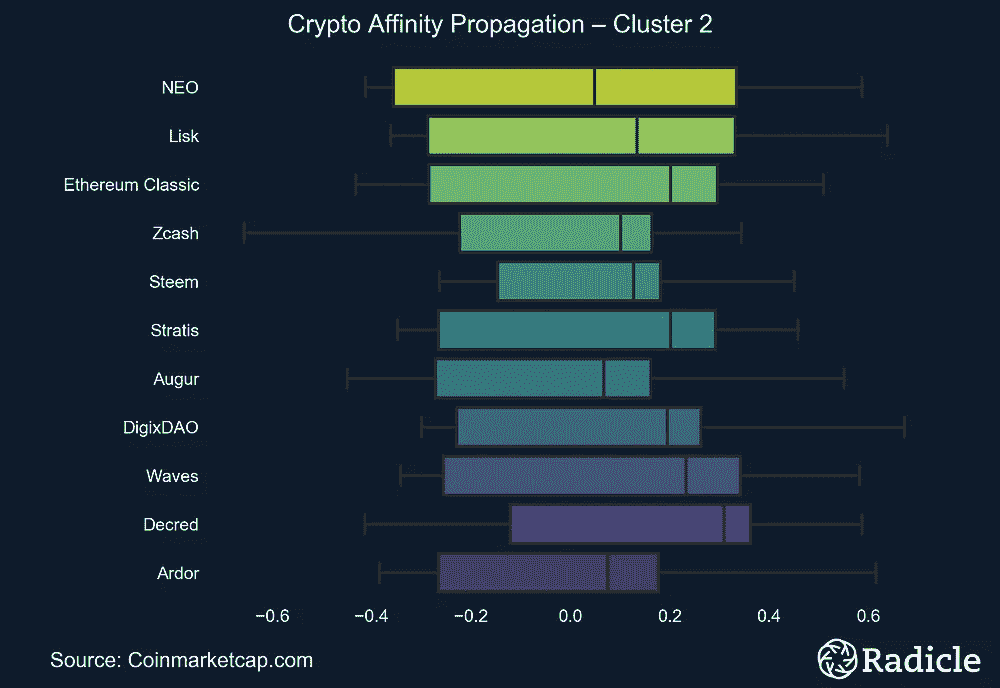 Crypto Affinity Propagation – Cluster 2
NEO
Lisk
Ethereum Classic
Zcash
Steem
Stratis
Augur
DigixDAO
Waves
Decred
Ardor
−0.6 −0.4 −0.2 0.0 0.2 0.4 0.6
Source: Coinmarketcap.com
Radicle